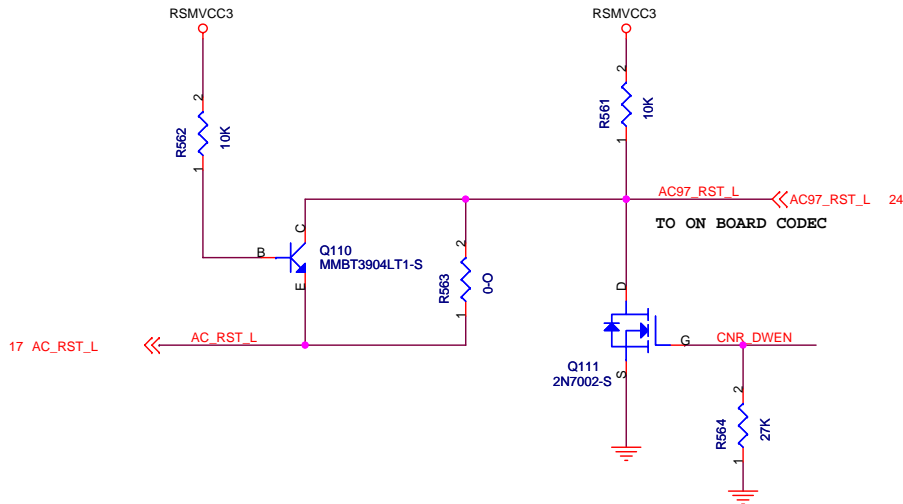 RSMVCC3
RSMVCC3
2
R562
10K
1
2
R561
10K
1
AC97_RST_L
AC97_RST_L 24
TO ON BOARD CODEC
C
B
Q110
MMBT3904LT1-S
E
2
R563
0-O
1
17 AC_RST_L
AC_RST_L
D
G
CNR_DWEN
Q111
2N7002-S
S
2
R564
27K
1